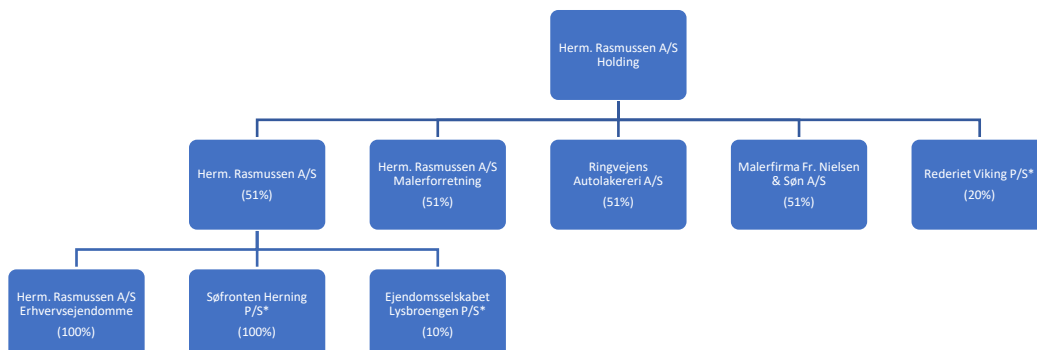 Herm. Rasmussen A/S
Holding
Herm. Rasmussen A/S
(51%)
Herm. Rasmussen A/S
Malerforretning
(51%)
Ringvejens
Autolakereri A/S
(51%)
Malerfirma Fr. Nielsen
& Søn A/S
(51%)
Rederiet Viking P/S*
(20%)
Herm. Rasmussen A/S
Erhvervsejendomme
(100%)
Søfronten Herning
P/S*
(100%)
Ejendomsselskabet
Lysbroengen P/S*
(10%)